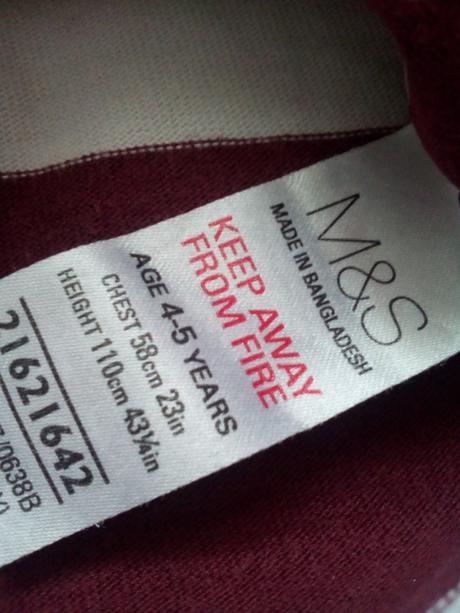 M&S
MADE IN BANGLADESH
KEEP AWAY
FROM FIRE
AGE 4-5 YEARS
CHEST 58cm 23in
HEIGHT 110cm 43¼in
21621642
/0638B